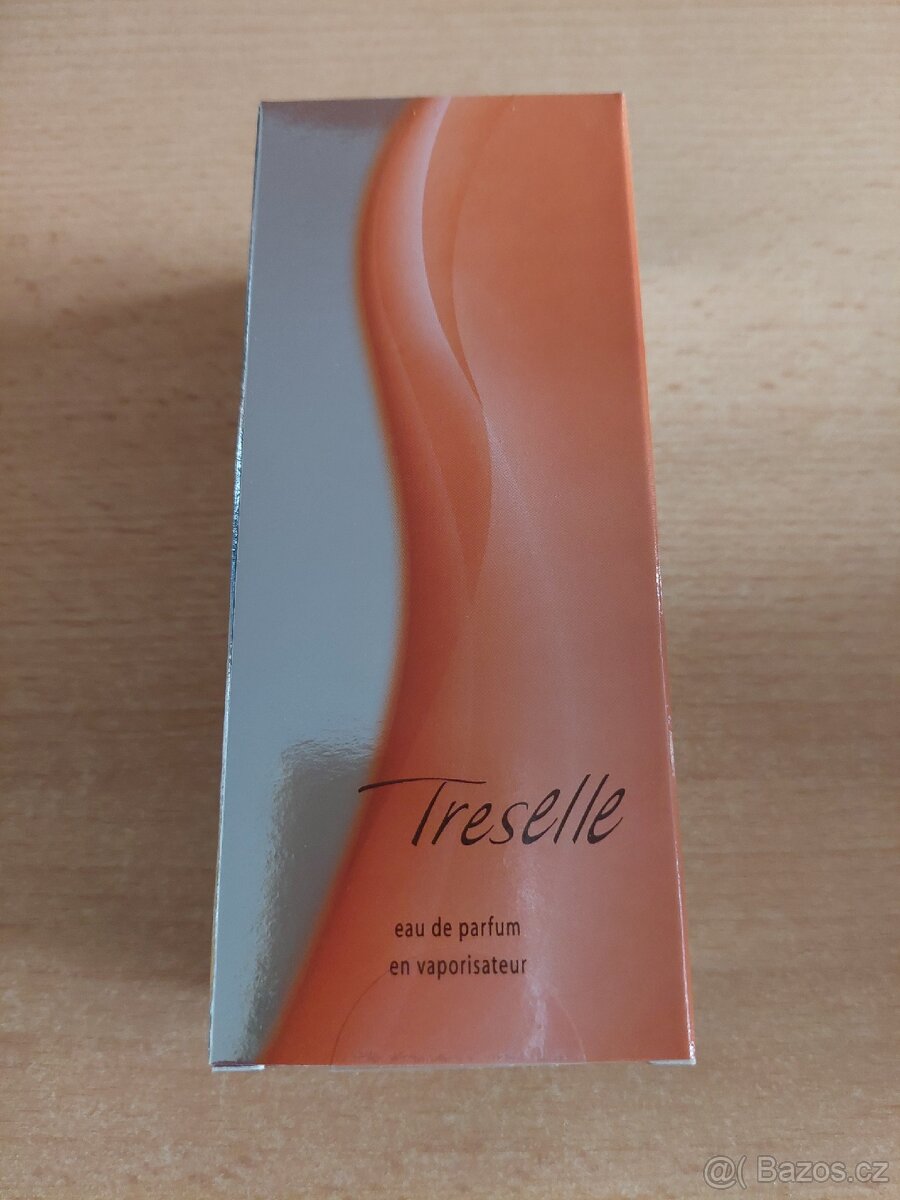 Treselle
eau de parfum
en vaporisateur
@( Bazos.cz